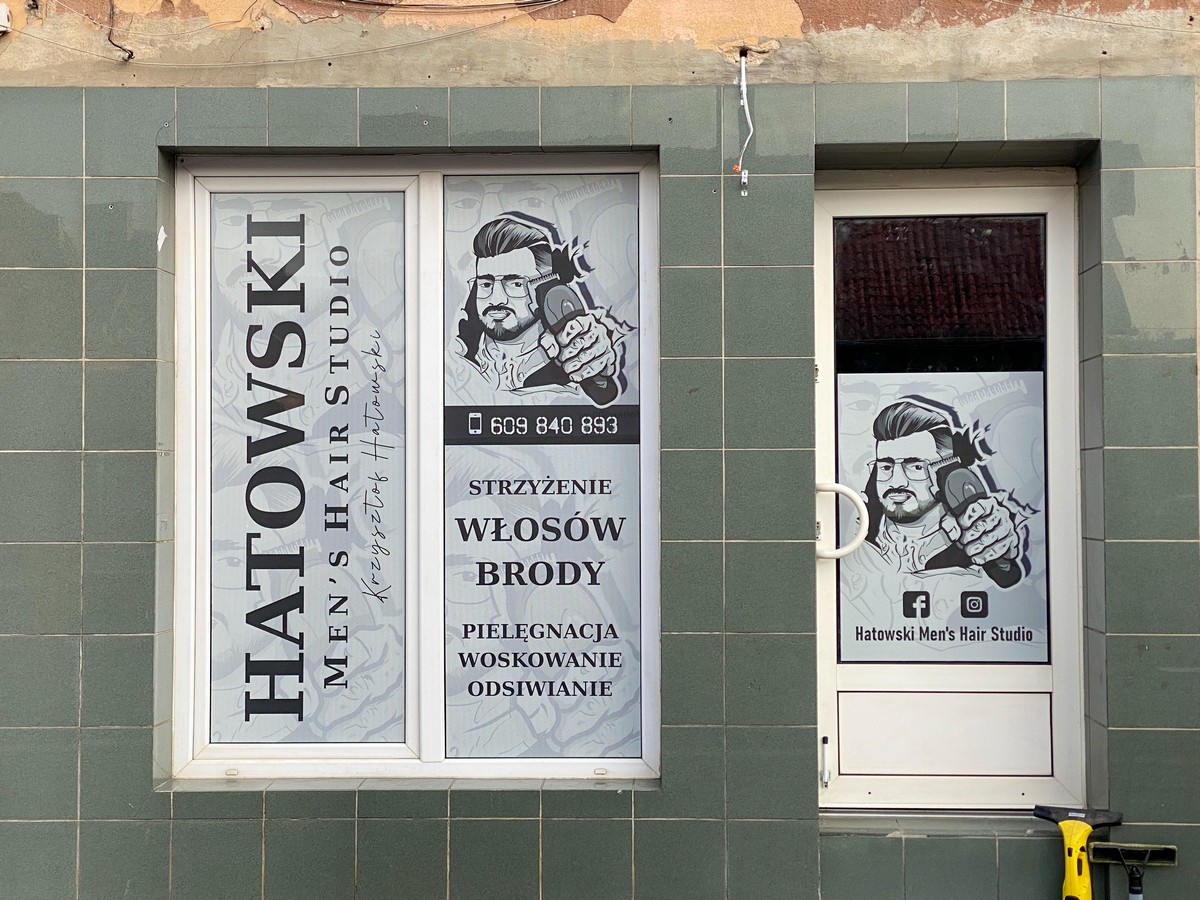 HATOWSKI
MEN'S HAIR STUDIO
Krzysztof Hatowski
609 840 893
STRZYŻENIE
WŁOSÓW
BRODY
PIELĘGNACJA
WOSKOWANIE
ODSIWIANIE
Hatowski Men's Hair Studio